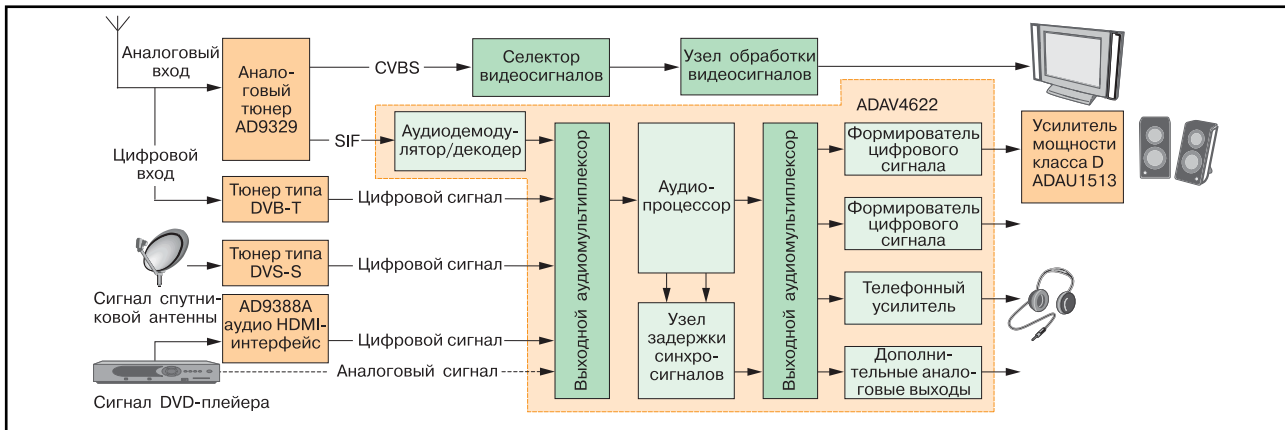 Аналоговый
вход
Цифровой
вход
Анало-
говый
тюнер
AD9329
CVBS
Селектор
видеосигналов
Узел обработки
видеосигналов
ADAV4622
SIF
Аудиодемоду-
лятор/декодер
Выходной аудиомультиплексор
Аудио-
процессор
Выходной аудиомультиплексор
Формирователь
цифрового
сигнала
Усилитель
мощности
класса D
ADAU1513
Тюнер типа
DVB-T
Цифровой сигнал
Формирователь
цифрового
сигнала
Тюнер типа
DVS-S
Цифровой сигнал
Сигнал спутни-
ковой антенны
Телефонный
усилитель
AD9388A
аудио HDMI-
интерфейс
Цифровой сигнал
Узел
задержки
синхро-
сигналов
Аналоговый сигнал
Дополни-
тельные анало-
говые выходы
Сигнал DVD-плейера